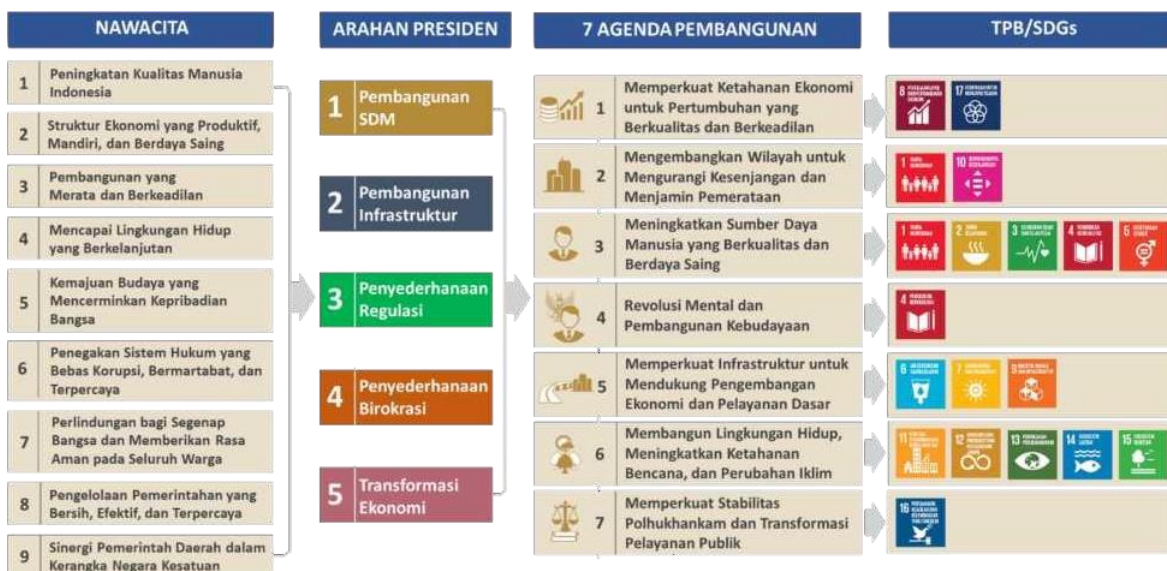 NAWACITA
1
Peningkatan Kualitas Manusia
Indonesia
2
Struktur Ekonomi yang Produktif,
Mandiri, dan Berdaya Saing
3
Pembangunan yang
Merata dan Berkeadilan
4
Mencapai Lingkungan Hidup
yang Berkelanjutan
5
Kemajuan Budaya yang
Mencerminkan Kepribadian
Bangsa
6
Penegakan Sistem Hukum yang
Bebas Korupsi, Bermartabat, dan
Terpercaya
7
Perlindungan bagi Segenap
Bangsa dan Memberikan Rasa
Aman pada Seluruh Warga
8
Pengelolaan Pemerintahan yang
Bersih, Efektif, dan Terpercaya
9
Sinergi Pemerintah Daerah dalam
Kerangka Negara Kesatuan
ARAHAN PRESIDEN
1
Pembangunan
SDM
2
Pembangunan
Infrastruktur
3
Penyederhanaan
Regulasi
4
Penyederhanaan
Birokrasi
5
Transformasi
Ekonomi
7 AGENDA PEMBANGUNAN
1
Memperkuat Ketahanan Ekonomi
untuk Pertumbuhan yang
Berkualitas dan Berkeadilan
2
Mengembangkan Wilayah untuk
Mengurangi Kesenjangan dan
Menjamin Pemerataan
3
Meningkatkan Sumber Daya
Manusia yang Berkualitas dan
Berdaya Saing
4
Revolusi Mental dan
Pembangunan Kebudayaan
5
Memperkuat Infrastruktur untuk
Mendukung Pengembangan
Ekonomi dan Pelayanan Dasar
6
Membangun Lingkungan Hidup,
Meningkatkan Ketahanan
Bencana, dan Perubahan Iklim
7
Memperkuat Stabilitas
Polhukhankam dan Transformasi
Pelayanan Publik
TPB/SDGs
8 17
1 10
1 2 3 4 5
4
6 7 9
11 12 13 14 15
16